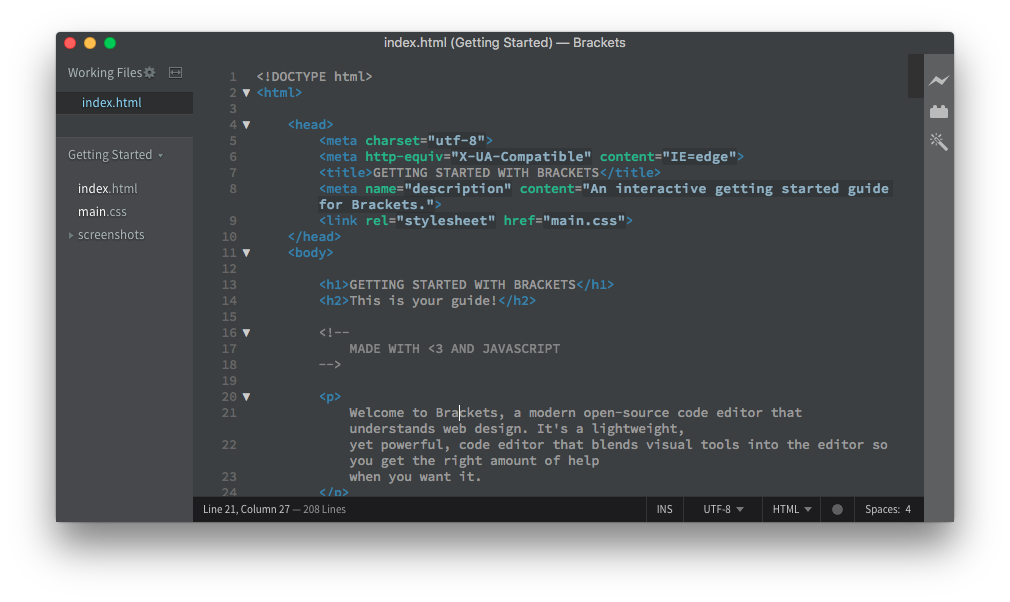 index.html (Getting Started) — Brackets
Working Files
index.html
Getting Started
index.html
main.css
screenshots
1 <!DOCTYPE html>
2 <html>
3
4 <head>
5 <meta charset="utf-8">
6 <meta http-equiv="X-UA-Compatible" content="IE=edge">
7 <title>GETTING STARTED WITH BRACKETS</title>
8 <meta name="description" content="An interactive getting started guide
for Brackets.">
9 <link rel="stylesheet" href="main.css">
10 </head>
11 <body>
12
13 <h1>GETTING STARTED WITH BRACKETS</h1>
14 <h2>This is your guide!</h2>
15
16 <!--
17 MADE WITH <3 AND JAVASCRIPT
18 -->
19
20 <p>
21 Welcome to Brackets, a modern open-source code editor that
understands web design. It's a lightweight,
22 yet powerful, code editor that blends visual tools into the editor so
you get the right amount of help
23 when you want it.
24 </p>
Line 21, Column 27 — 208 Lines
INS
UTF-8
HTML
Spaces: 4